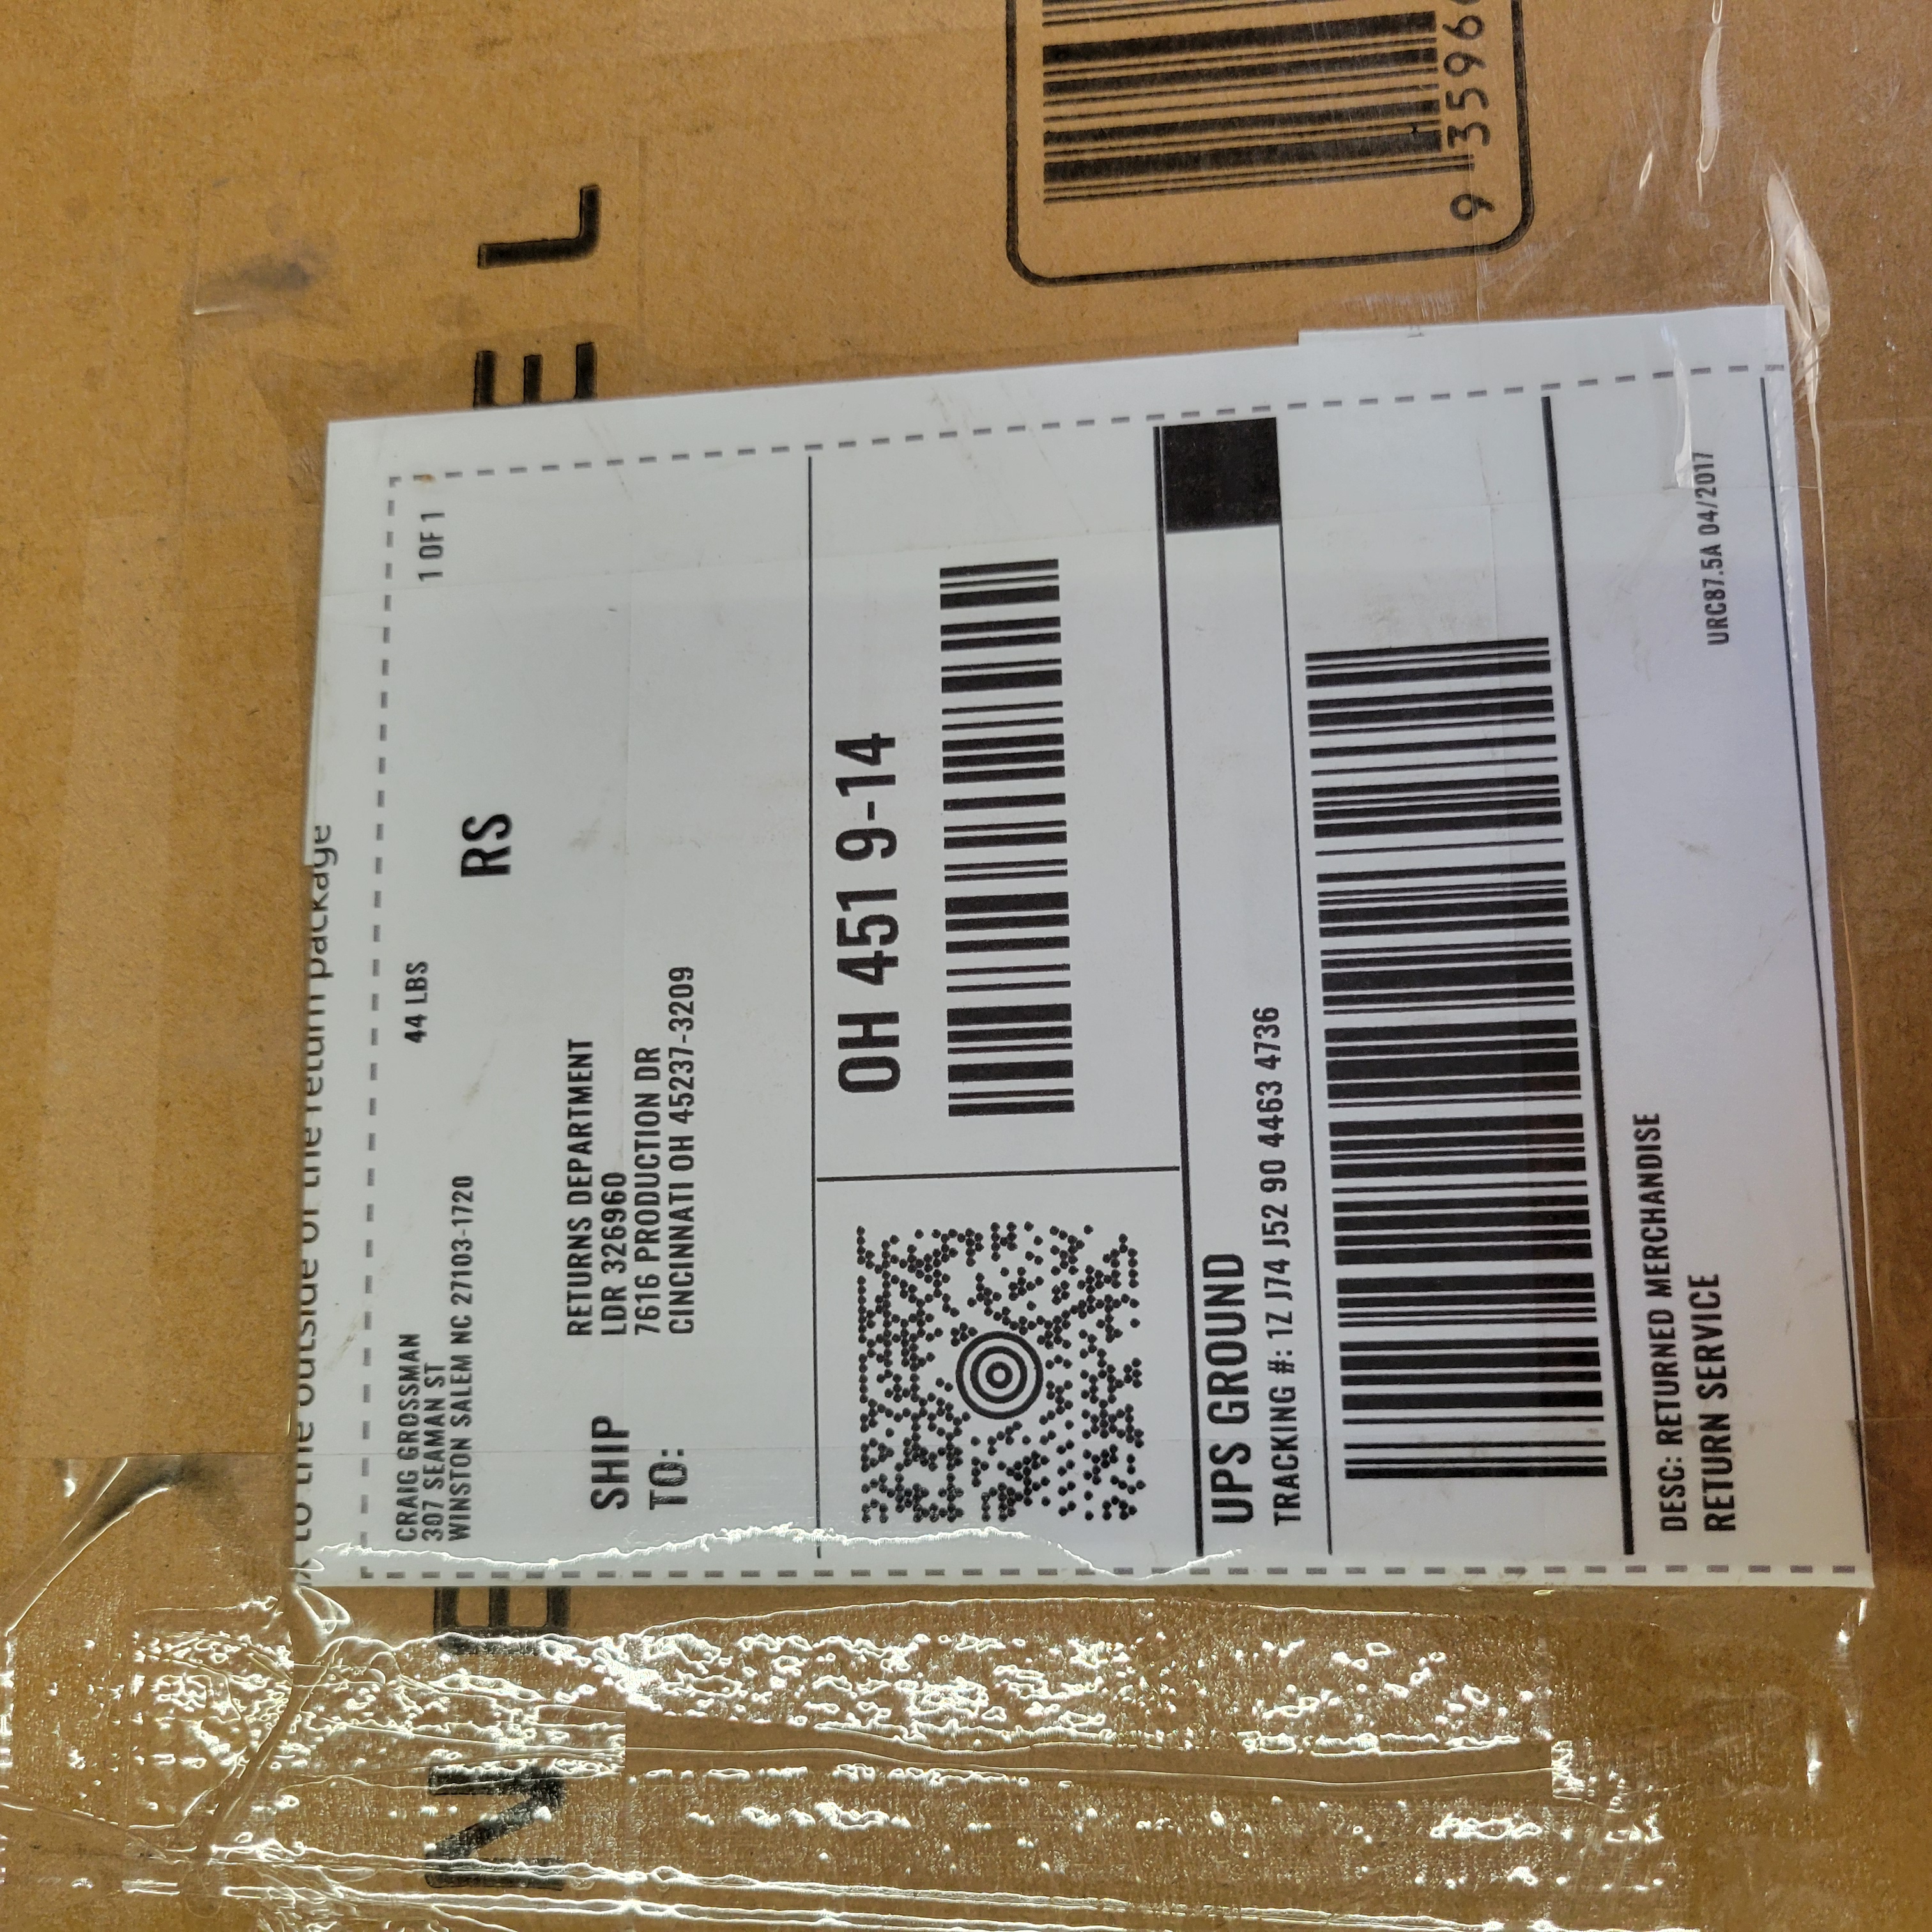 to the outside of the return package
CRAIG GROSSMAN
307 SEAMAN ST
WINSTON SALEM NC 27103-1720
44 LBS
1 OF 1
RS
SHIP
TO:
RETURNS DEPARTMENT
LDR 326960
7616 PRODUCTION DR
CINCINNATI OH 45237-3209
OH 451 9-14
UPS GROUND
TRACKING #: 1Z J74 J52 90 4463 4736
DESC: RETURNED MERCHANDISE
RETURN SERVICE
URC87.5A 04/2017
9 3596